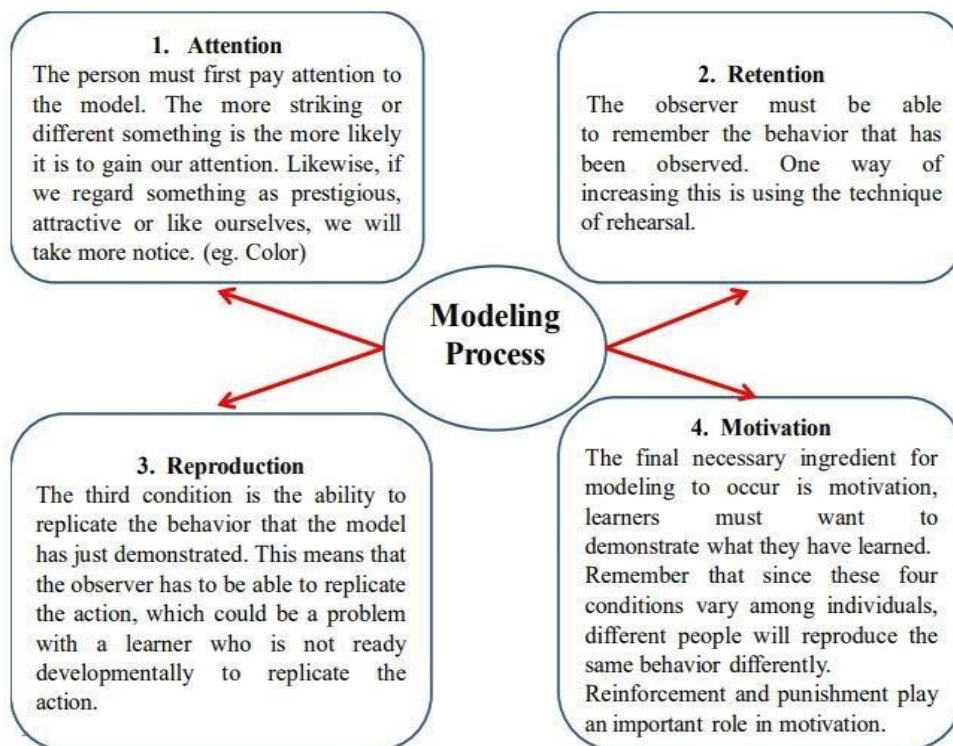 1. Attention
The person must first pay attention to
the model. The more striking or
different something is the more likely
it is to gain our attention. Likewise, if
we regard something as prestigious,
attractive or like ourselves, we will
take more notice. (eg. Color)
2. Retention
The observer must be able
to remember the behavior that has
been observed. One way of
increasing this is using the technique
of rehearsal.
Modeling
Process
3. Reproduction
The third condition is the ability to
replicate the behavior that the model
has just demonstrated. This means that
the observer has to be able to replicate
the action, which could be a problem
with a learner who is not ready
developmentally to replicate the
action.
4. Motivation
The final necessary ingredient for
modeling to occur is motivation,
learners must want to
demonstrate what they have learned.
Remember that since these four
conditions vary among individuals,
different people will reproduce the
same behavior differently.
Reinforcement and punishment play
an important role in motivation.